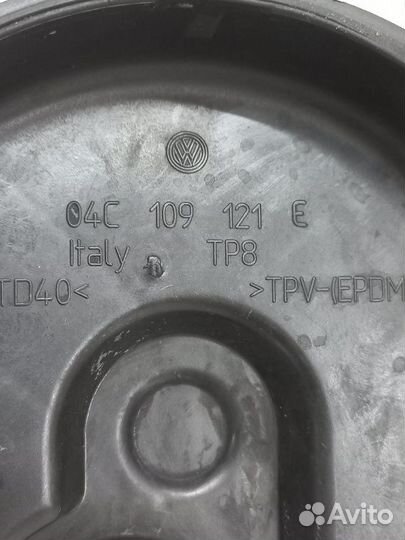 04C 109 121 E
Italy TP8
TD40< >TPV-(EPDM
Avito